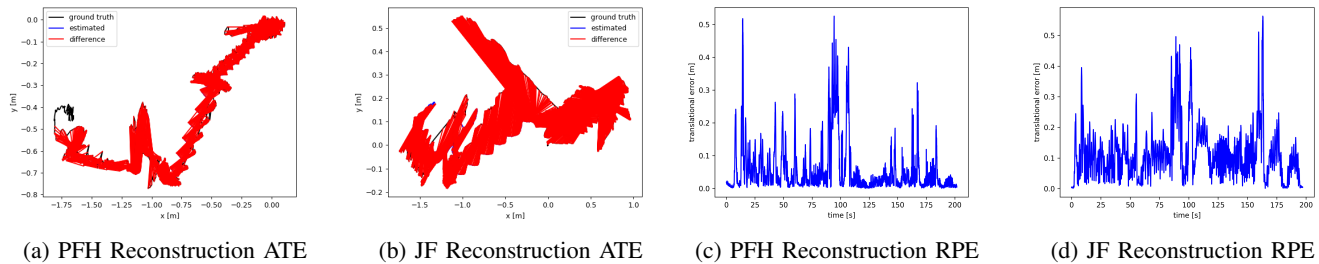 ground truth
estimated
difference
0.0
−0.1
−0.2
−0.3
−0.4
−0.5
−0.6
−0.7
−0.8
y [m]
−1.75 −1.50 −1.25 −1.00 −0.75 −0.50 −0.25 0.00
x [m]
(a) PFH Reconstruction ATE
ground truth
estimated
difference
0.5
0.4
0.3
0.2
0.1
0.0
−0.1
−0.2
y [m]
−1.5 −1.0 −0.5 0.0 0.5 1.0
x [m]
(b) JF Reconstruction ATE
0.5
0.4
0.3
0.2
0.1
0.0
translational error [m]
0 25 50 75 100 125 150 175 200
time [s]
(c) PFH Reconstruction RPE
0.5
0.4
0.3
0.2
0.1
0.0
translational error [m]
0 25 50 75 100 125 150 175 200
time [s]
(d) JF Reconstruction RPE